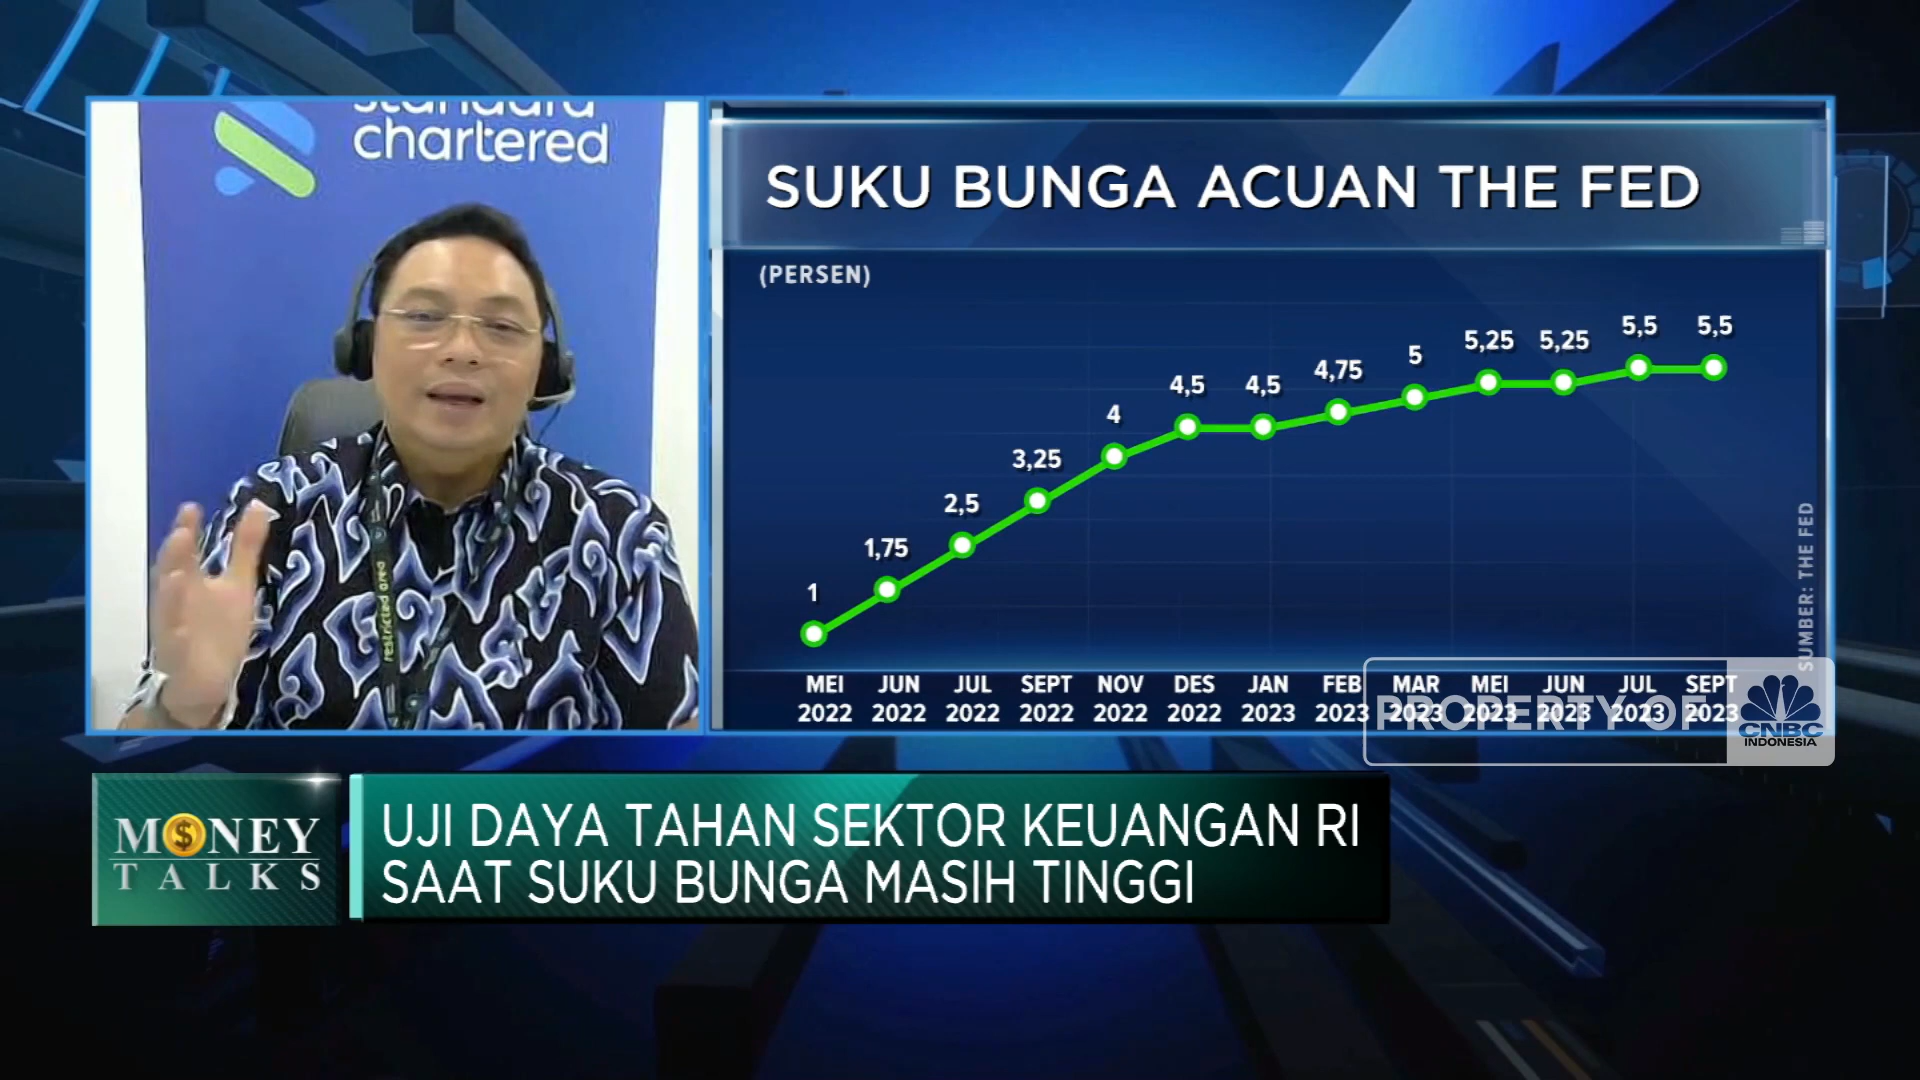 standard
chartered
restricted area
SUKU BUNGA ACUAN THE FED
(PERSEN)
1
1,75
2,5
3,25
4
4,5
4,5
4,75
5
5,25
5,25
5,5
5,5
MEI 2022
JUN 2022
JUL 2022
SEPT 2022
NOV 2022
DES 2022
JAN 2023
FEB 2023
MAR 2023
MEI 2023
JUN 2023
JUL 2023
SEPT 2023
SUMBER: THE FED
PROPERTY OF
CNBC
INDONESIA
MONEY
TALKS
UJI DAYA TAHAN SEKTOR KEUANGAN RI
SAAT SUKU BUNGA MASIH TINGGI